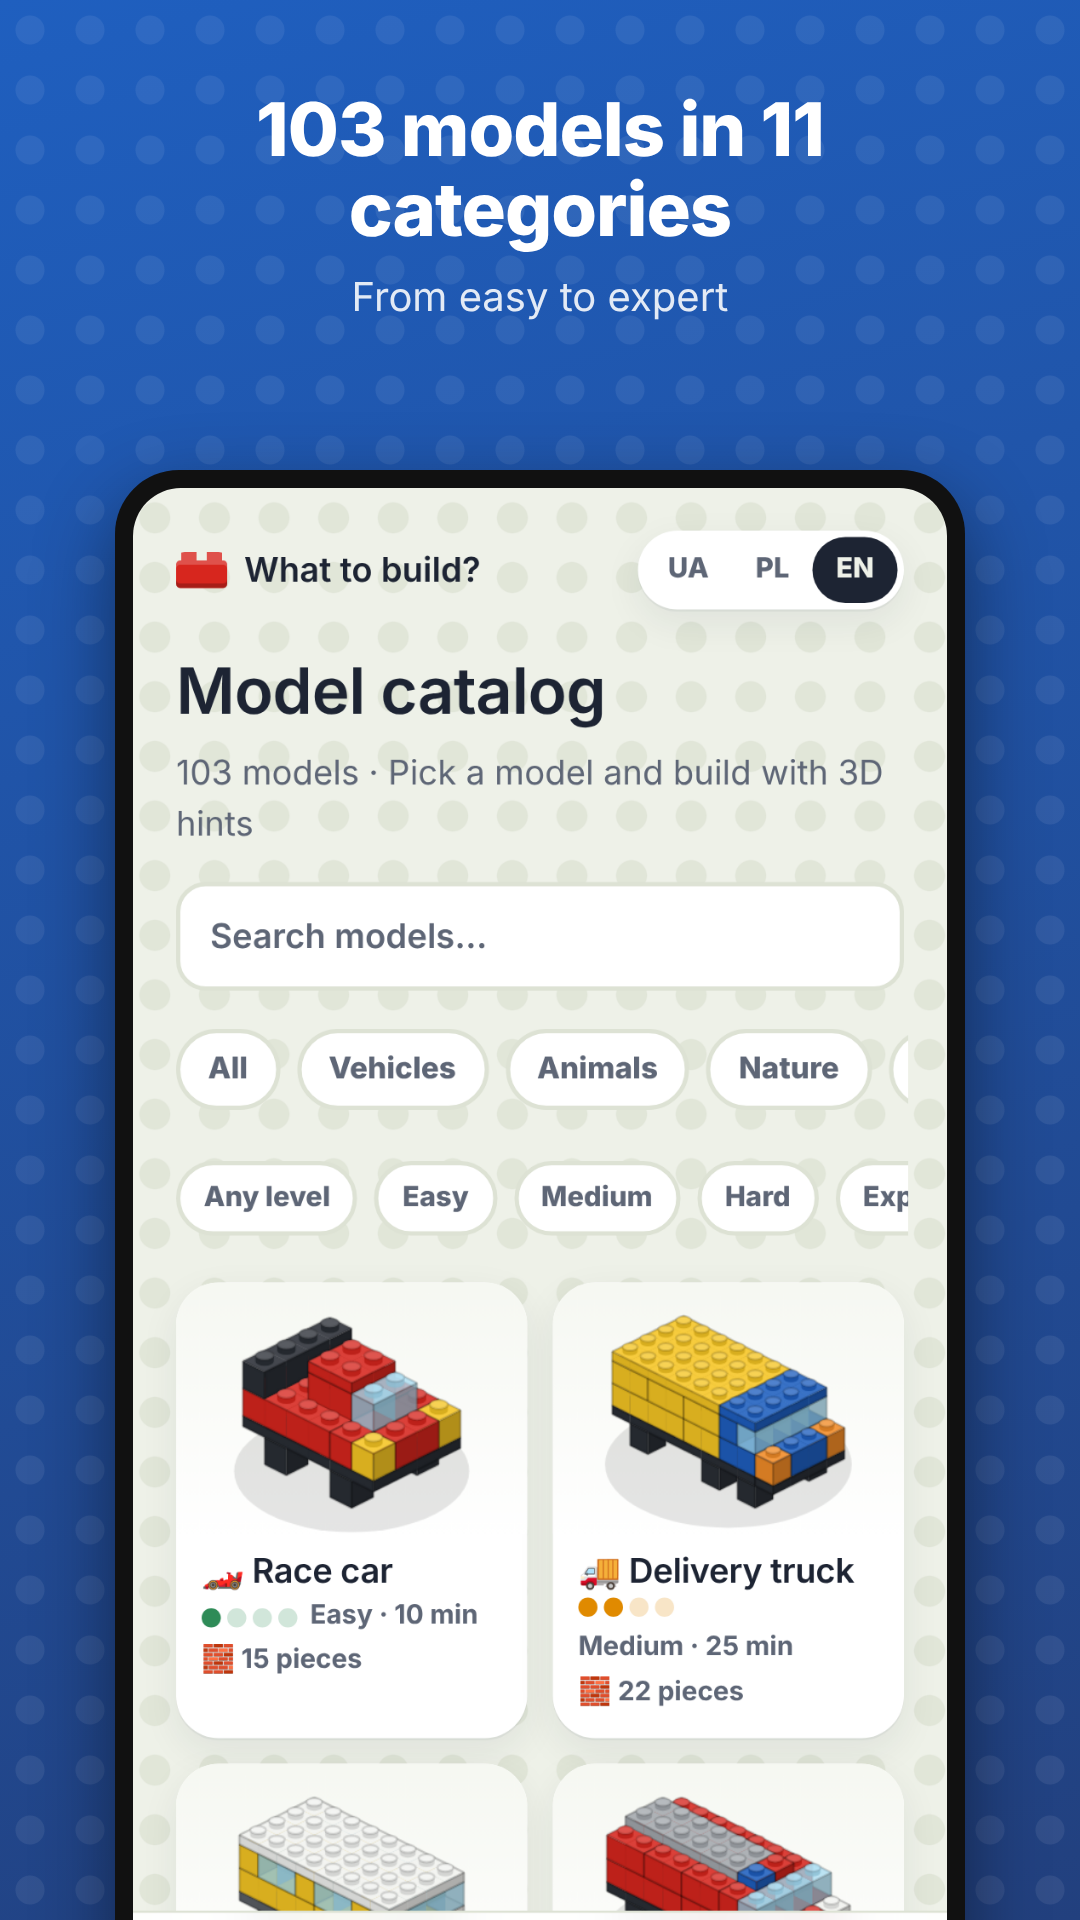 103 models in 11
categories
From easy to expert
What to build?
UA PL EN
Model catalog
103 models · Pick a model and build with 3D
hints
Search models...
All Vehicles Animals Nature
Any level Easy Medium Hard Exp
Race car
Easy · 10 min
15 pieces
Delivery truck
Medium · 25 min
22 pieces